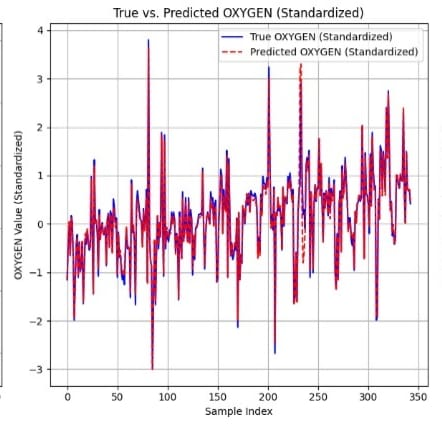 True vs. Predicted OXYGEN (Standardized)
True OXYGEN (Standardized)
Predicted OXYGEN (Standardized)
OXYGEN Value (Standardized)
4
3
2
1
0
−1
−2
−3
0 50 100 150 200 250 300 350
Sample Index